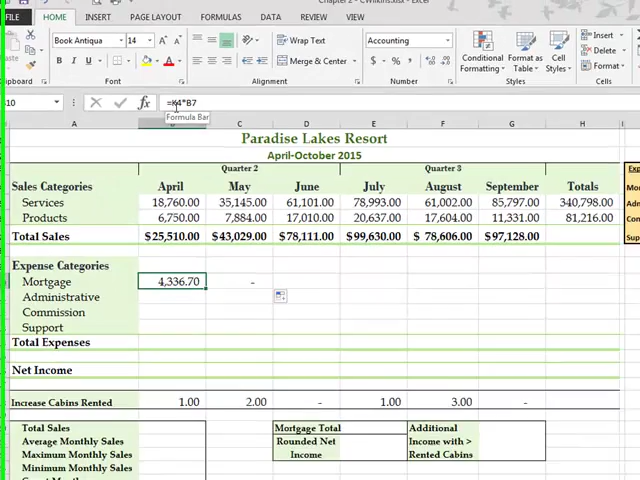 Chapter 2 - CWilkins.xlsx - Excel
FILE HOME INSERT PAGE LAYOUT FORMULAS DATA REVIEW VIEW
Book Antiqua 14 A A Wrap Text Accounting Conditional Formatting Format as Table Cell Styles Insert Delete Format
B I U A Merge & Center $ % ,
Font Alignment Number Styles Cells
B10 fx =K4*B7
Formula Bar
A C D E F G H
Paradise Lakes Resort
April-October 2015
Quarter 2 Quarter 3
Sales Categories April May June July August September Totals
Services 18,760.00 35,145.00 61,101.00 78,993.00 61,002.00 85,797.00 340,798.00
Products 6,750.00 7,884.00 17,010.00 20,637.00 17,604.00 11,331.00 81,216.00
Total Sales $25,510.00 $43,029.00 $78,111.00 $99,630.00 $78,606.00 $97,128.00
Expense Categories
Mortgage 4,336.70 -
Administrative
Commission
Support
Total Expenses
Net Income
Increase Cabins Rented 1.00 2.00 - 1.00 3.00 -
Total Sales Mortgage Total Additional
Average Monthly Sales Rounded Net Income with >
Maximum Monthly Sales Income Rented Cabins
Minimum Monthly Sales